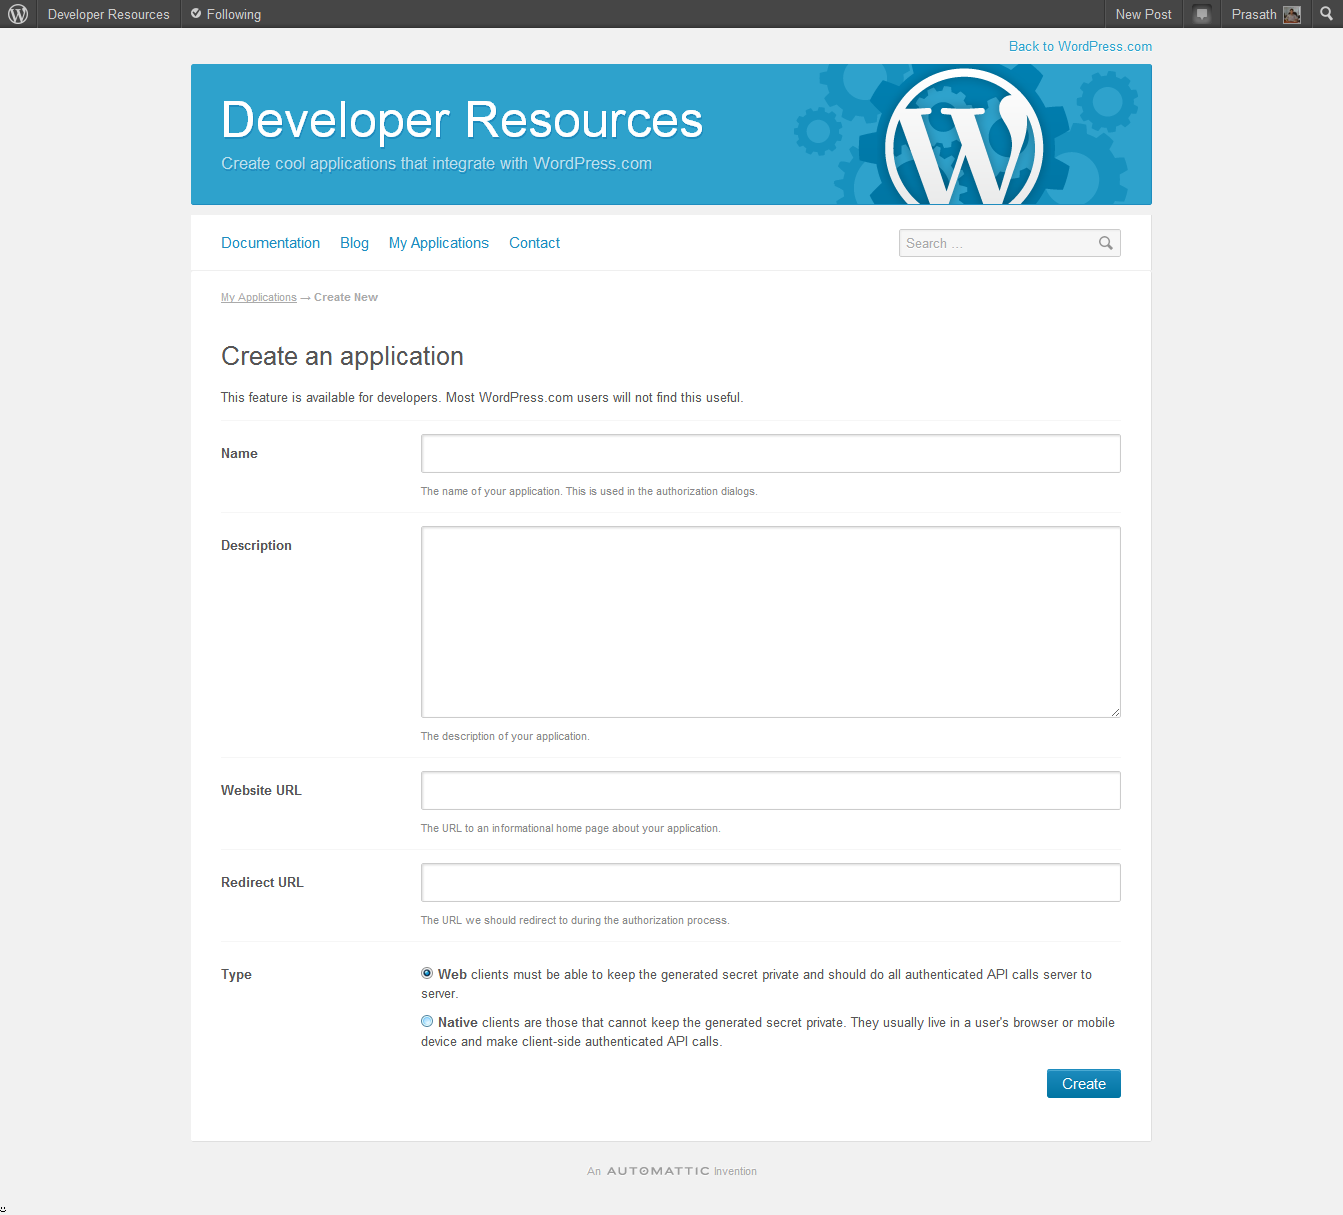 Developer Resources
Following
New Post
Prasath
Back to WordPress.com
Developer Resources
Create cool applications that integrate with WordPress.com
Documentation
Blog
My Applications
Contact
Search ...
My Applications → Create New
Create an application
This feature is available for developers. Most WordPress.com users will not find this useful.
Name
The name of your application. This is used in the authorization dialogs.
Description
The description of your application.
Website URL
The URL to an informational home page about your application.
Redirect URL
The URL we should redirect to during the authorization process.
Type
Web clients must be able to keep the generated secret private and should do all authenticated API calls server to
server.
Native clients are those that cannot keep the generated secret private. They usually live in a user's browser or mobile
device and make client-side authenticated API calls.
Create
An AUTOMATTIC Invention